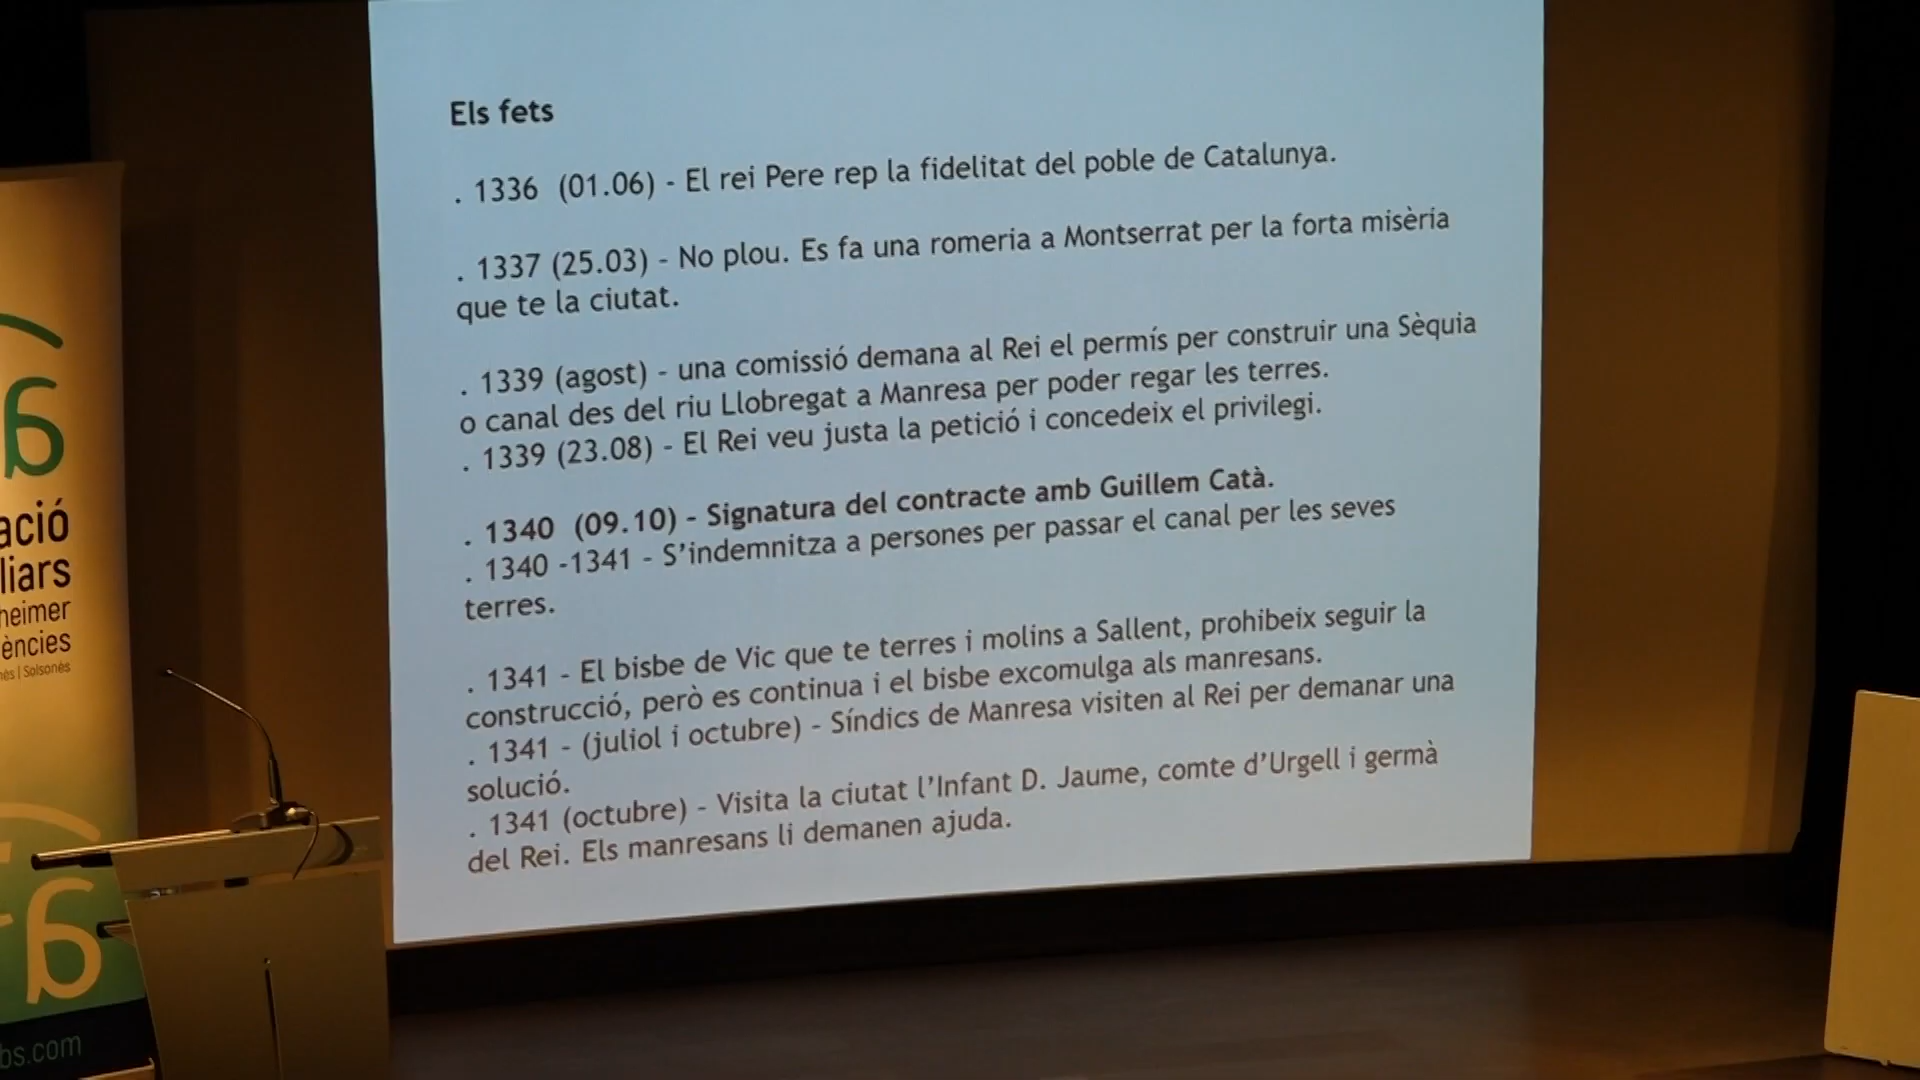 Els fets
. 1336 (01.06) - El rei Pere rep la fidelitat del poble de Catalunya.
. 1337 (25.03) - No plou. Es fa una romeria a Montserrat per la forta misèria
que te la ciutat.
. 1339 (agost) - una comissió demana al Rei el permís per construir una Sèquia
o canal des del riu Llobregat a Manresa per poder regar les terres.
. 1339 (23.08) - El Rei veu justa la petició i concedeix el privilegi.
. 1340 (09.10) - Signatura del contracte amb Guillem Catà.
. 1340 -1341 - S’indemnitza a persones per passar el canal per les seves
terres.
. 1341 - El bisbe de Vic que te terres i molins a Sallent, prohibeix seguir la
construcció, però es continua i el bisbe excomulga als manresans.
. 1341 - (juliol i octubre) - Síndics de Manresa visiten al Rei per demanar una
solució.
. 1341 (octubre) - Visita la ciutat l’Infant D. Jaume, comte d’Urgell i germà
del Rei. Els manresans li demanen ajuda.
ació
liars
heimer
ències
ès | Solsonès
bs.com